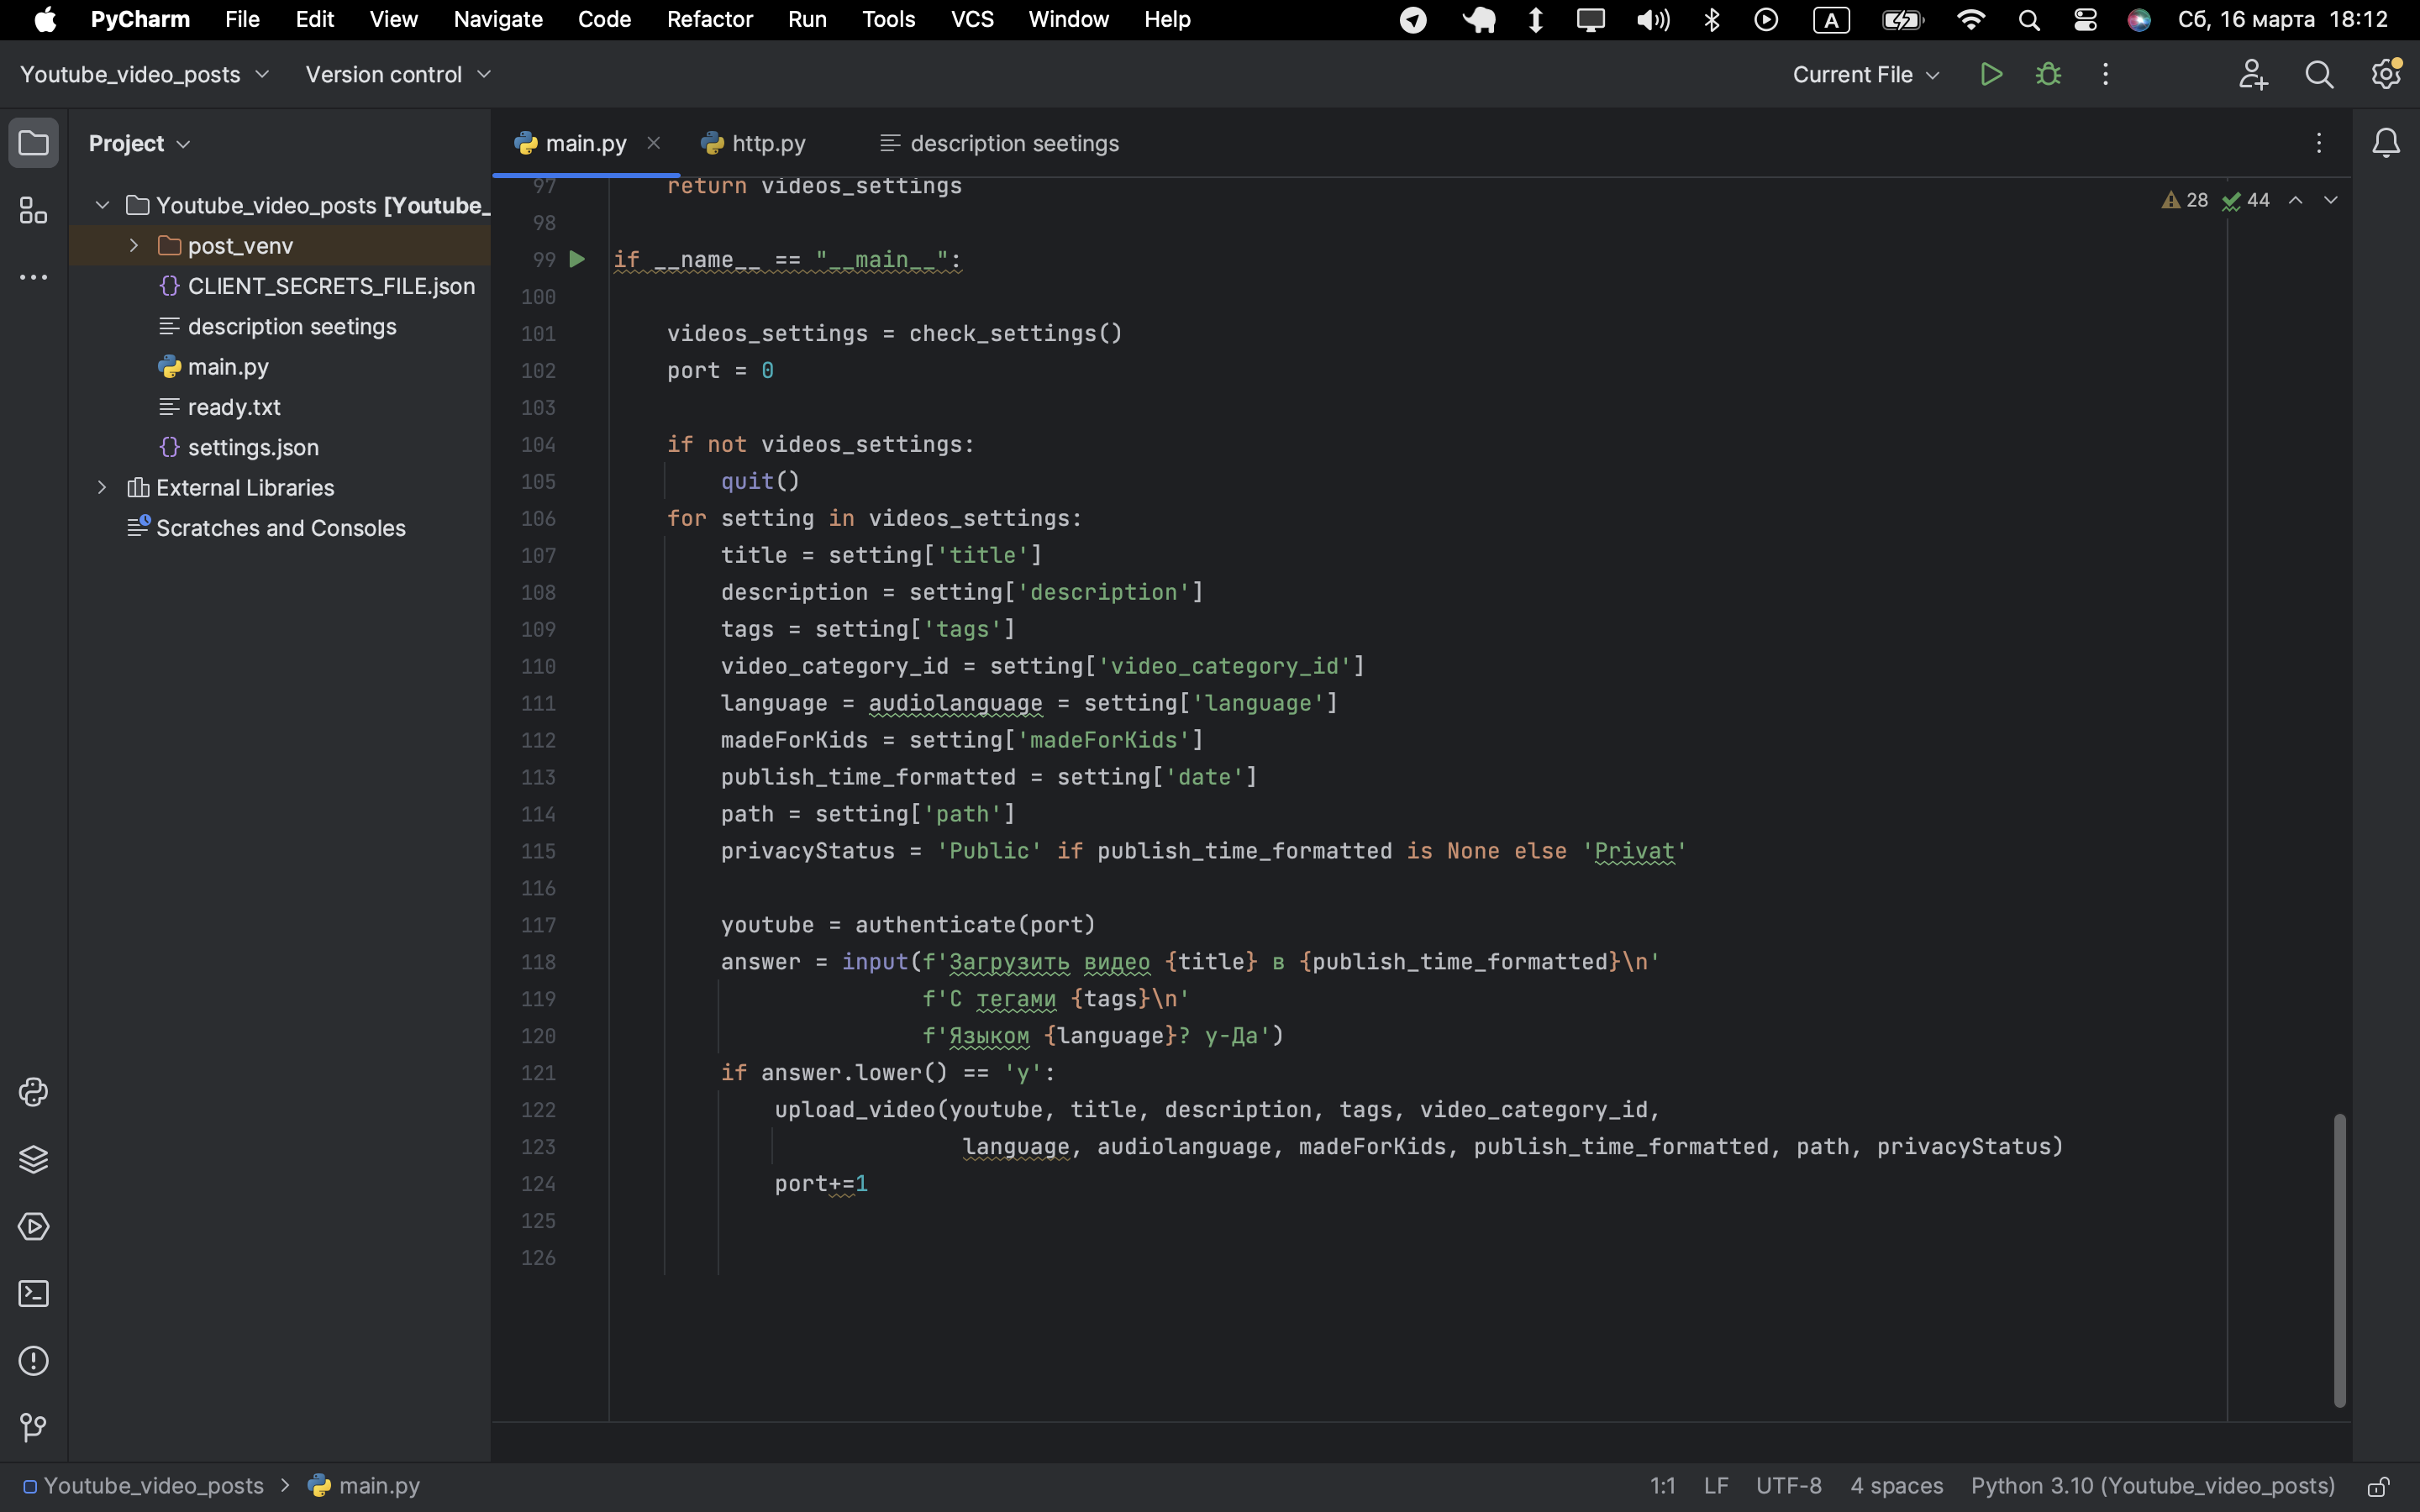 PyCharm File Edit View Navigate Code Refactor Run Tools VCS Window Help A Сб, 16 марта 18:12
Youtube_video_posts Version control Current File
Project
main.py http.py description seetings
Youtube_video_posts [Youtube_
post_venv
CLIENT_SECRETS_FILE.json
description seetings
main.py
ready.txt
settings.json
External Libraries
Scratches and Consoles
28 44
97 return videos_settings
98
99 if __name__ == "__main__":
100
101 videos_settings = check_settings()
102 port = 0
103
104 if not videos_settings:
105 quit()
106 for setting in videos_settings:
107 title = setting['title']
108 description = setting['description']
109 tags = setting['tags']
110 video_category_id = setting['video_category_id']
111 language = audiolanguage = setting['language']
112 madeForKids = setting['madeForKids']
113 publish_time_formatted = setting['date']
114 path = setting['path']
115 privacyStatus = 'Public' if publish_time_formatted is None else 'Privat'
116
117 youtube = authenticate(port)
118 answer = input(f'Загрузить видео {title} в {publish_time_formatted}\n'
119 f'С тегами {tags}\n'
120 f'Языком {language}? y-Да')
121 if answer.lower() == 'y':
122 upload_video(youtube, title, description, tags, video_category_id,
123 language, audiolanguage, madeForKids, publish_time_formatted, path, privacyStatus)
124 port+=1
125
126
Youtube_video_posts > main.py 1:1 LF UTF-8 4 spaces Python 3.10 (Youtube_video_posts)